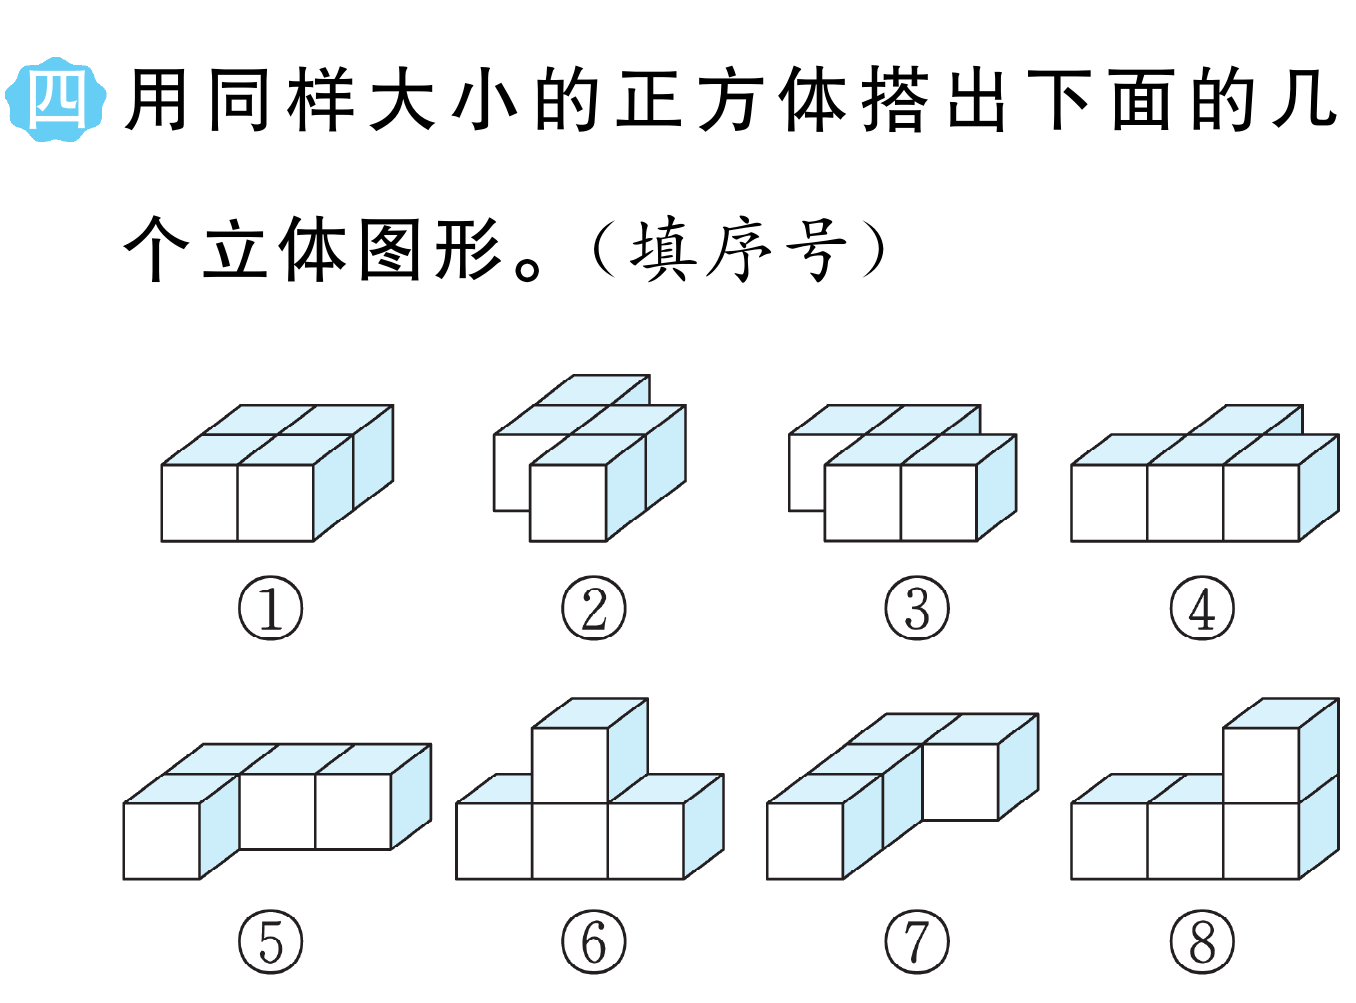 四 用同样大小的正方体搭出下面的几
个立体图形。（填序号）
① ② ③ ④
⑤ ⑥ ⑦ ⑧